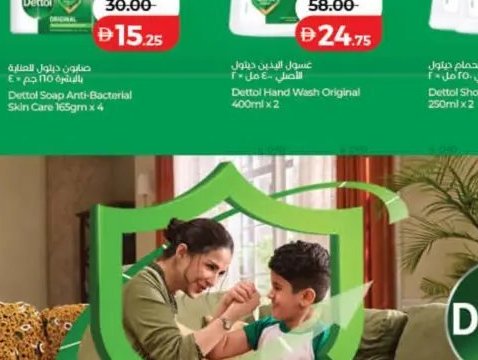 Dettol
ORIGINAL
30.00
15.25
صابون ديتول للعناية
بالبشرة ١٦٥ جم × ٤
Dettol Soap Anti-Bacterial
Skin Care 165gm x 4
58.00
24.75
غسول اليدين ديتول
الأصلي ٤٠٠ مل × ٢
Dettol Hand Wash Original
400ml x 2
حمام ديتول
٢٥٠ مل × ٢
Dettol Sho
250ml x 2
D